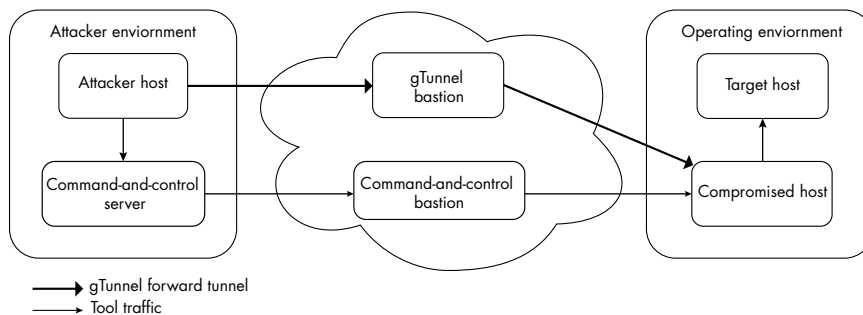 Attacker enviornment
Operating enviornment
Attacker host
gTunnel
bastion
Target host
Command-and-control
server
Command-and-control
bastion
Compromised host
gTunnel forward tunnel
Tool traffic